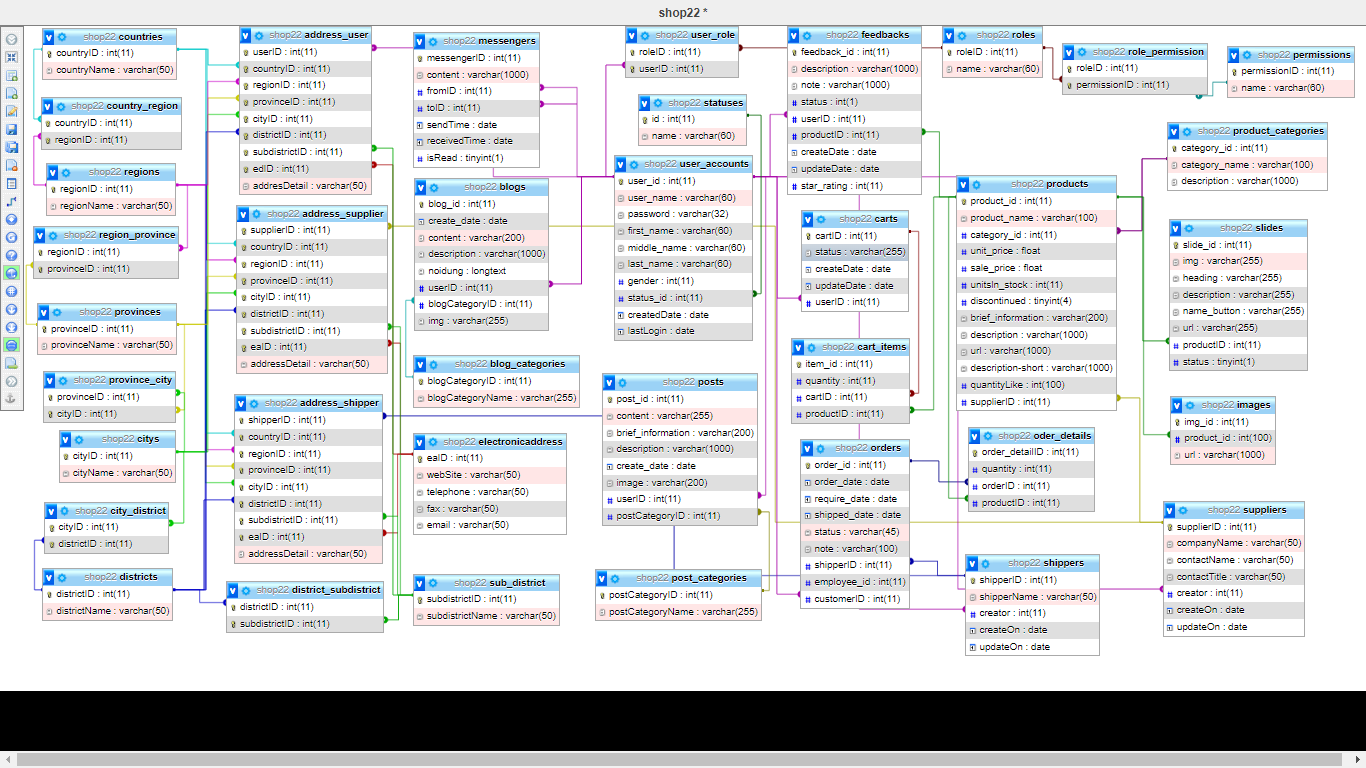 shop22 *
shop22 countries
countryID : int(11)
countryName : varchar(50)
shop22 country_region
countryID : int(11)
regionID : int(11)
shop22 regions
regionID : int(11)
regionName : varchar(50)
shop22 region_province
regionID : int(11)
provinceID : int(11)
shop22 provinces
provinceID : int(11)
provinceName : varchar(50)
shop22 province_city
provinceID : int(11)
cityID : int(11)
shop22 citys
cityID : int(11)
cityName : varchar(50)
shop22 city_district
cityID : int(11)
districtID : int(11)
shop22 districts
districtID : int(11)
districtName : varchar(50)
shop22 address_user
userID : int(11)
countryID : int(11)
regionID : int(11)
provinceID : int(11)
cityID : int(11)
districtID : int(11)
subdistrictID : int(11)
edID : int(11)
addresDetail : varchar(50)
shop22 address_supplier
supplierID : int(11)
countryID : int(11)
regionID : int(11)
provinceID : int(11)
cityID : int(11)
districtID : int(11)
subdistrictID : int(11)
eaID : int(11)
addressDetail : varchar(50)
shop22 address_shipper
shipperID : int(11)
countryID : int(11)
regionID : int(11)
provinceID : int(11)
cityID : int(11)
districtID : int(11)
subdistrictID : int(11)
eaID : int(11)
addressDetail : varchar(50)
shop22 district_subdistrict
districtID : int(11)
subdistrictID : int(11)
shop22 messengers
messengerID : int(11)
content : varchar(1000)
fromID : int(11)
toID : int(11)
sendTime : date
receivedTime : date
isRead : tinyint(1)
shop22 blogs
blog_id : int(11)
create_date : date
content : varchar(200)
description : varchar(1000)
noidung : longtext
userID : int(11)
blogCategoryID : int(11)
img : varchar(255)
shop22 blog_categories
blogCategoryID : int(11)
blogCategoryName : varchar(255)
shop22 electronicaddress
eaID : int(11)
webSite : varchar(50)
telephone : varchar(50)
fax : varchar(50)
email : varchar(50)
shop22 sub_district
subdistrictID : int(11)
subdistrictName : varchar(50)
shop22 user_role
roleID : int(11)
userID : int(11)
shop22 statuses
id : int(11)
name : varchar(60)
shop22 user_accounts
user_id : int(11)
user_name : varchar(60)
password : varchar(32)
first_name : varchar(60)
middle_name : varchar(60)
last_name : varchar(60)
gender : int(11)
status_id : int(11)
createdDate : date
lastLogin : date
shop22 posts
post_id : int(11)
content : varchar(255)
brief_information : varchar(200)
description : varchar(1000)
create_date : date
image : varchar(200)
userID : int(11)
postCategoryID : int(11)
shop22 post_categories
postCategoryID : int(11)
postCategoryName : varchar(255)
shop22 feedbacks
feedback_id : int(11)
description : varchar(1000)
note : varchar(1000)
status : int(1)
userID : int(11)
productID : int(11)
createDate : date
updateDate : date
star_rating : int(11)
shop22 carts
cartID : int(11)
status : varchar(255)
createDate : date
updateDate : date
userID : int(11)
shop22 cart_items
item_id : int(11)
quantity : int(11)
cartID : int(11)
productID : int(11)
shop22 orders
order_id : int(11)
order_date : date
require_date : date
shipped_date : date
status : varchar(45)
note : varchar(100)
shipperID : int(11)
employee_id : int(11)
customerID : int(11)
shop22 roles
roleID : int(11)
name : varchar(60)
shop22 role_permission
roleID : int(11)
permissionID : int(11)
shop22 permissions
permissionID : int(11)
name : varchar(60)
shop22 products
product_id : int(11)
product_name : varchar(100)
category_id : int(11)
unit_price : float
sale_price : float
unitsIn_stock : int(11)
discontinued : tinyint(4)
brief_information : varchar(200)
description : varchar(1000)
url : varchar(1000)
description-short : varchar(1000)
quantityLike : int(100)
supplierID : int(11)
shop22 oder_details
order_detailID : int(11)
quantity : int(11)
orderID : int(11)
productID : int(11)
shop22 shippers
shipperID : int(11)
shipperName : varchar(50)
creator : int(11)
createOn : date
updateOn : date
shop22 product_categories
category_id : int(11)
category_name : varchar(100)
description : varchar(1000)
shop22 slides
slide_id : int(11)
img : varchar(255)
heading : varchar(255)
description : varchar(255)
name_button : varchar(255)
url : varchar(255)
productID : int(11)
status : tinyint(1)
shop22 images
img_id : int(11)
product_id : int(100)
url : varchar(1000)
shop22 suppliers
supplierID : int(11)
companyName : varchar(50)
contactName : varchar(50)
contactTitle : varchar(50)
creator : int(11)
createOn : date
updateOn : date